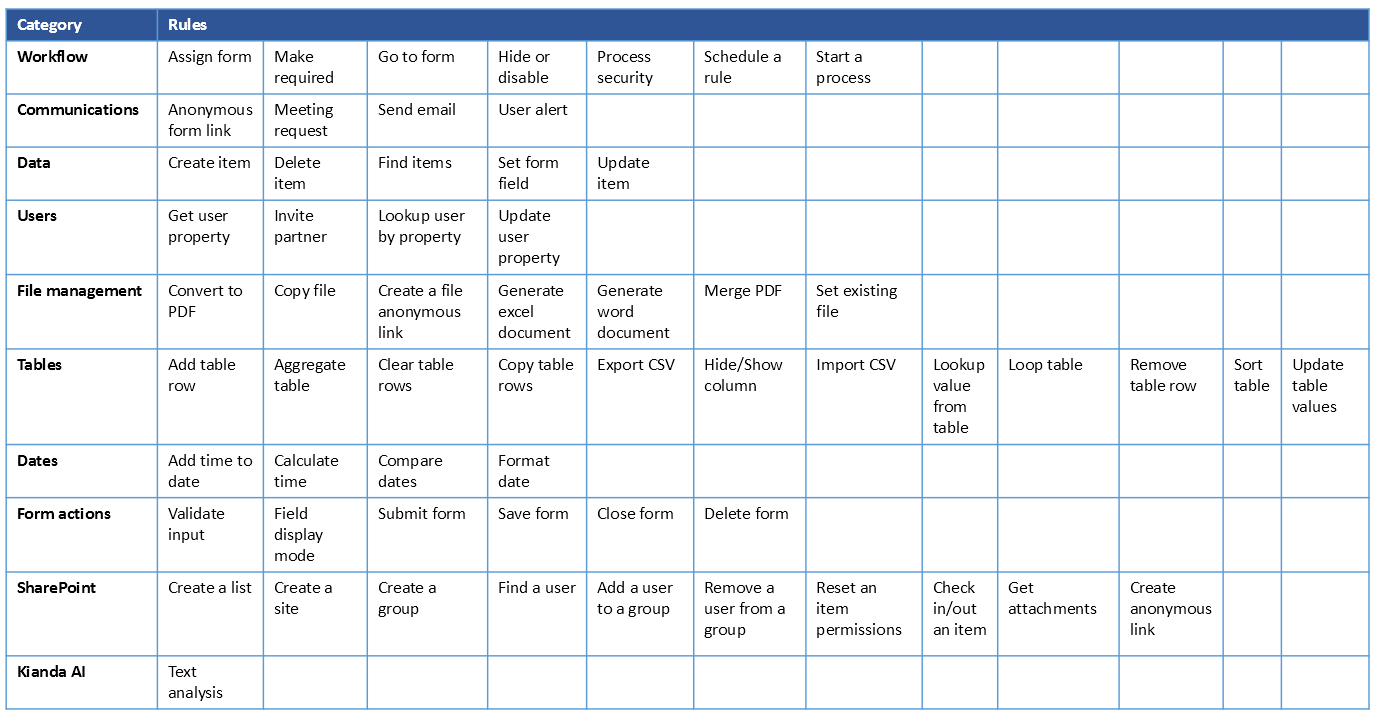 Category Rules
Workflow Assign form Make Go to form Hide or Process Schedule a Start a
required disable security rule process
Communications Anonymous Meeting Send email User alert
form link request
Data Create item Delete Find items Set form Update
item field item
Users Get user Invite Lookup user Update
property partner by property user
property
File management Convert to Copy file Create a file Generate Generate Merge PDF Set existing
PDF anonymous excel word file
link document document
Tables Add table Aggregate Clear table Copy table Export CSV Hide/Show Import CSV Lookup Loop table Remove Sort Update
row table rows rows column value table row table table
from values
table
Dates Add time to Calculate Compare Format
date time dates date
Form actions Validate Field Submit form Save form Close form Delete form
input display
mode
SharePoint Create a list Create a Create a Find a user Add a user Remove a Reset an Check Get Create
site group to a group user from a item in/out attachments anonymous
group permissions an item link
Kianda AI Text
analysis